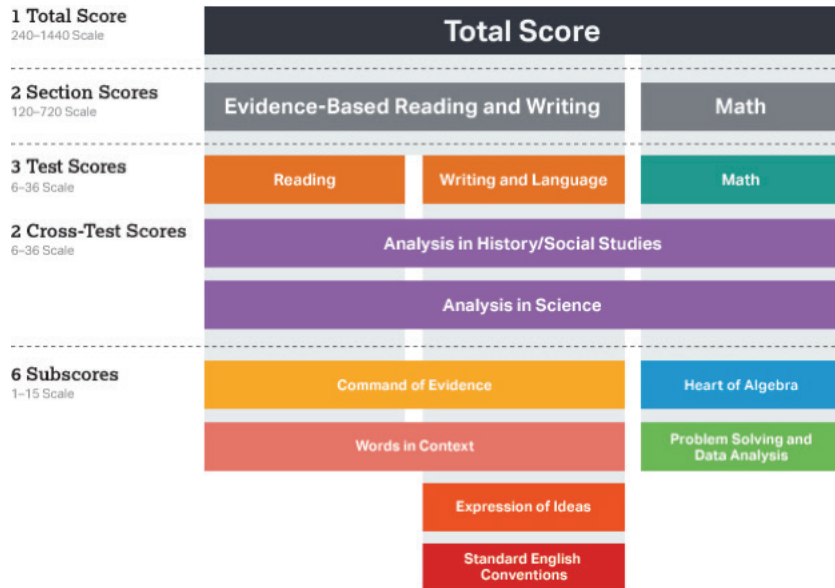 1 Total Score
240–1440 Scale
Total Score
2 Section Scores
120–720 Scale
Evidence-Based Reading and Writing
Math
3 Test Scores
6–36 Scale
Reading
Writing and Language
Math
2 Cross-Test Scores
6–36 Scale
Analysis in History/Social Studies
Analysis in Science
6 Subscores
1–15 Scale
Command of Evidence
Heart of Algebra
Words in Context
Problem Solving and
Data Analysis
Expression of Ideas
Standard English
Conventions